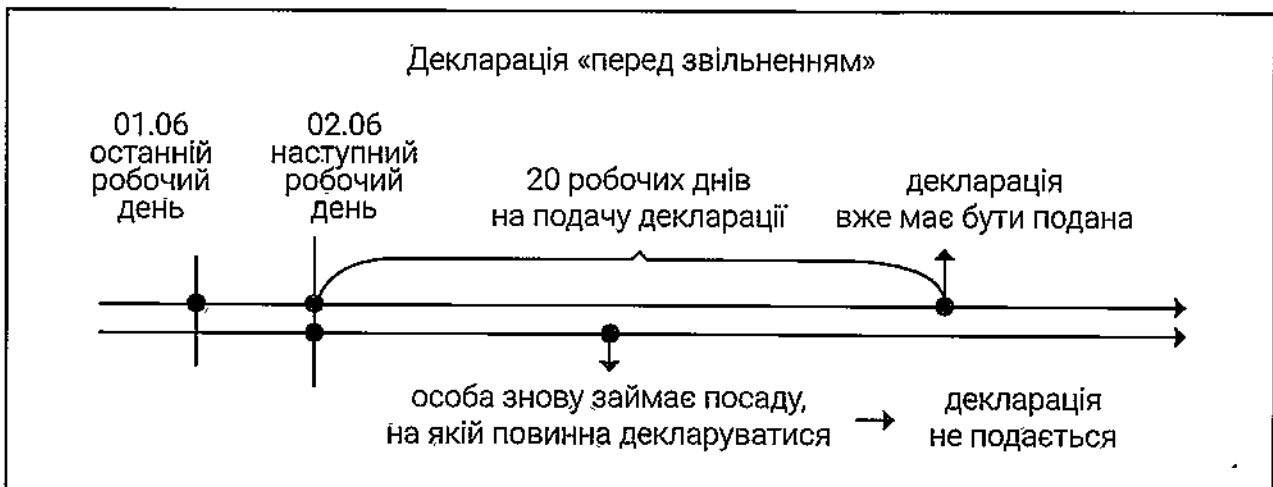 Декларація «перед звільненням»
01.06
останній
робочий
день
02.06
наступний
робочий
день
20 робочих днів
на подачу декларації
декларація
вже має бути подана
особа знову займає посаду,
на якій повинна декларуватися
декларація
не подається